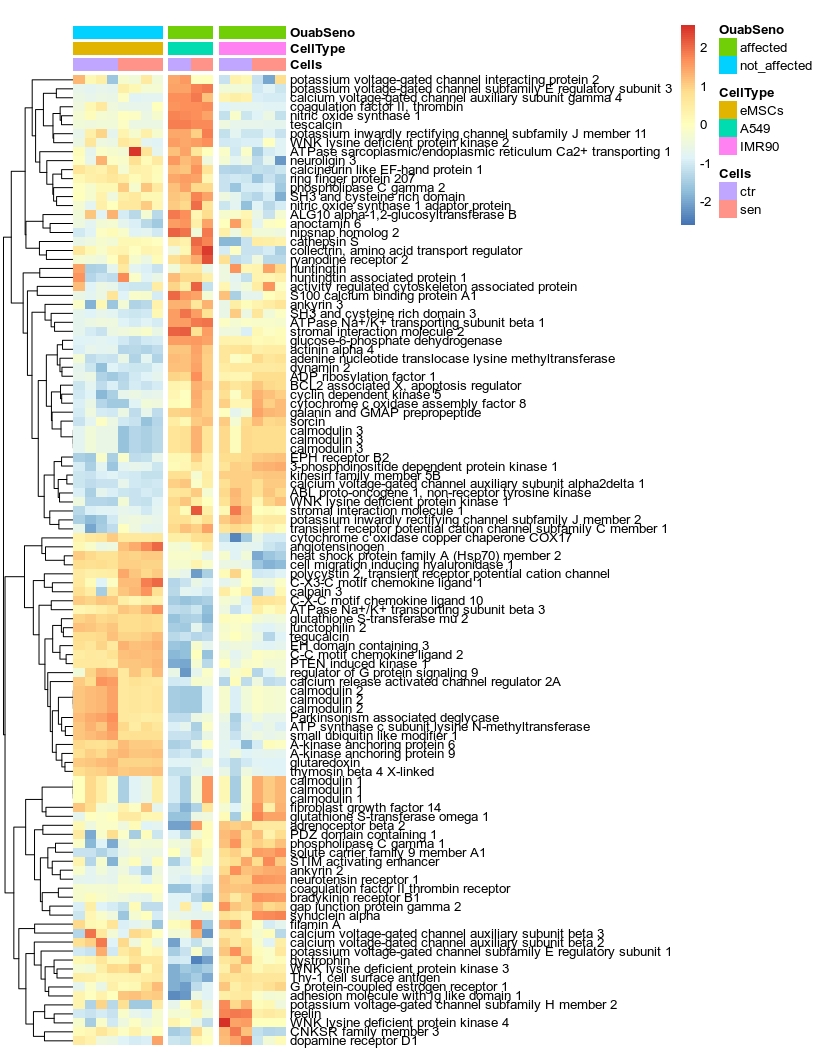 OuabSeno
CellType
Cells
potassium voltage-gated channel interacting protein 2
potassium voltage-gated channel subfamily E regulatory subunit 3
calcium voltage-gated channel auxiliary subunit gamma 4
coagulation factor II, thrombin
nitric oxide synthase 1
tescalcin
potassium inwardly rectifying channel subfamily J member 11
WNK lysine deficient protein kinase 2
ATPase sarcoplasmic/endoplasmic reticulum Ca2+ transporting 1
neuroligin 3
calcineurin like EF-hand protein 1
ring finger protein 207
phospholipase C gamma 2
SH3 and cysteine rich domain
nitric oxide synthase 1 adaptor protein
ALG10 alpha-1,2-glucosyltransferase B
anoctamin 6
nipsnap homolog 2
cathepsin S
collectrin, amino acid transport regulator
ryanodine receptor 2
huntingtin
huntingtin associated protein 1
activity regulated cytoskeleton associated protein
S100 calcium binding protein A1
ankyrin 3
SH3 and cysteine rich domain 3
ATPase Na+/K+ transporting subunit beta 1
stromal interaction molecule 2
glucose-6-phosphate dehydrogenase
actinin alpha 4
adenine nucleotide translocase lysine methyltransferase
dynamin 2
ADP ribosylation factor 1
BCL2 associated X, apoptosis regulator
cyclin dependent kinase 5
cytochrome c oxidase assembly factor 8
galanin and GMAP prepropeptide
sorcin
calmodulin 3
calmodulin 3
calmodulin 3
EPH receptor B2
3-phosphoinositide dependent protein kinase 1
kinesin family member 5B
calcium voltage-gated channel auxiliary subunit alpha2delta 1
ABL proto-oncogene 1, non-receptor tyrosine kinase
WNK lysine deficient protein kinase 1
stromal interaction molecule 1
potassium inwardly rectifying channel subfamily J member 2
transient receptor potential cation channel subfamily C member 1
cytochrome c oxidase copper chaperone COX17
angiotensinogen
heat shock protein family A (Hsp70) member 2
cell migration inducing hyaluronidase 1
polycystin 2, transient receptor potential cation channel
C-X3-C motif chemokine ligand 1
calpain 3
C-X-C motif chemokine ligand 10
ATPase Na+/K+ transporting subunit beta 3
glutathione S-transferase mu 2
junctophilin 2
regucalcin
EH domain containing 3
C-C motif chemokine ligand 2
PTEN induced kinase 1
regulator of G protein signaling 9
calcium release activated channel regulator 2A
calmodulin 2
calmodulin 2
calmodulin 2
Parkinsonism associated deglycase
ATP synthase c subunit lysine N-methyltransferase
small ubiquitin like modifier 1
A-kinase anchoring protein 6
A-kinase anchoring protein 9
glutaredoxin
thymosin beta 4 X-linked
calmodulin 1
calmodulin 1
calmodulin 1
fibroblast growth factor 14
glutathione S-transferase omega 1
adrenoceptor beta 2
PDZ domain containing 1
phospholipase C gamma 1
solute carrier family 9 member A1
STIM activating enhancer
ankyrin 2
neurotensin receptor 1
coagulation factor II thrombin receptor
bradykinin receptor B1
gap junction protein gamma 2
synuclein alpha
filamin A
calcium voltage-gated channel auxiliary subunit beta 3
calcium voltage-gated channel auxiliary subunit beta 2
potassium voltage-gated channel subfamily E regulatory subunit 1
dystrophin
WNK lysine deficient protein kinase 3
Thy-1 cell surface antigen
G protein-coupled estrogen receptor 1
adhesion molecule with Ig like domain 1
potassium voltage-gated channel subfamily H member 2
reelin
WNK lysine deficient protein kinase 4
CNKSR family member 3
dopamine receptor D1
2
1
0
-1
-2
OuabSeno
affected
not_affected
CellType
eMSCs
A549
IMR90
Cells
ctr
sen